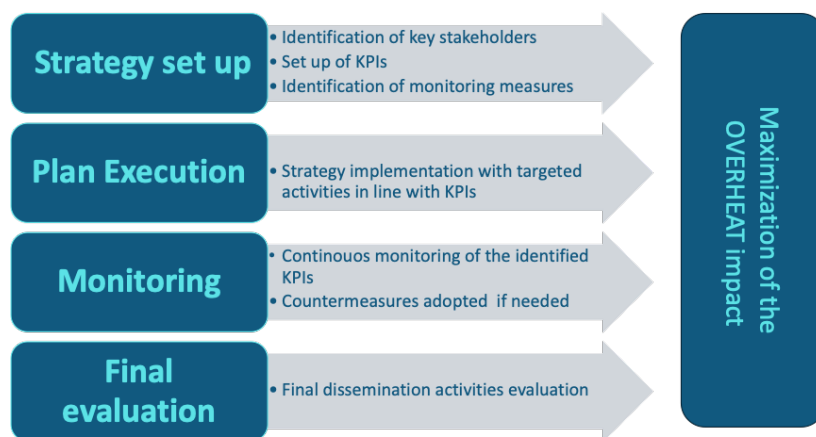 Strategy set up
• Identification of key stakeholders
• Set up of KPIs
• Identification of monitoring measures
Plan Execution
• Strategy implementation with targeted
activities in line with KPIs
Monitoring
• Continouos monitoring of the identified
KPIs
• Countermeasures adopted if needed
Final
evaluation
• Final dissemination activities evaluation
Maximization of the
OVERHEAT impact